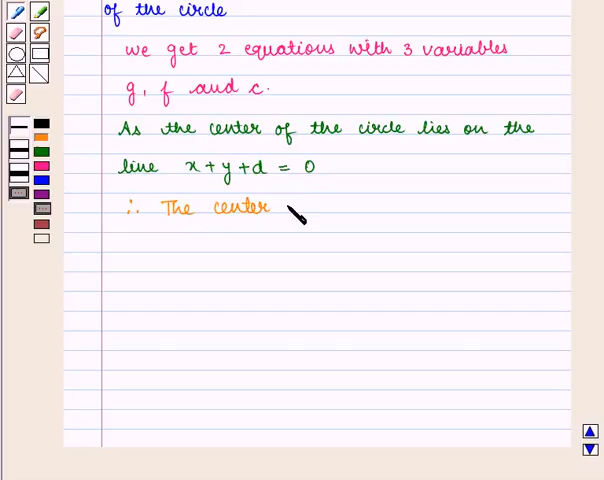 of the circle
we get 2 equations with 3 variables
g, f and c.
As the center of the circle lies on the
line x + y + d = 0
∴ The center